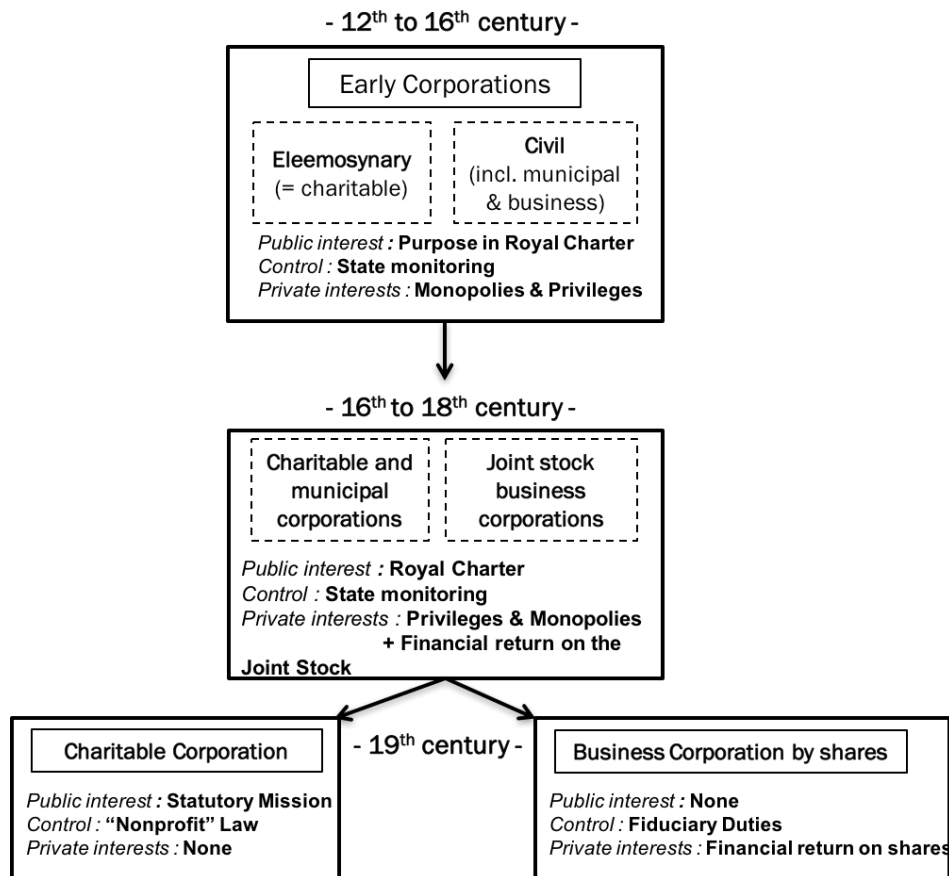 - 12th to 16th century -
Early Corporations
Eleemosynary
(= charitable)
Civil
(incl. municipal
& business)
Public interest : Purpose in Royal Charter
Control : State monitoring
Private interests : Monopolies & Privileges
- 16th to 18th century -
Charitable and
municipal
corporations
Joint stock
business
corporations
Public interest : Royal Charter
Control : State monitoring
Private interests : Privileges & Monopolies
+ Financial return on the
Joint Stock
- 19th century -
Charitable Corporation
Public interest : Statutory Mission
Control : “Nonprofit” Law
Private interests : None
Business Corporation by shares
Public interest : None
Control : Fiduciary Duties
Private interests : Financial return on shares